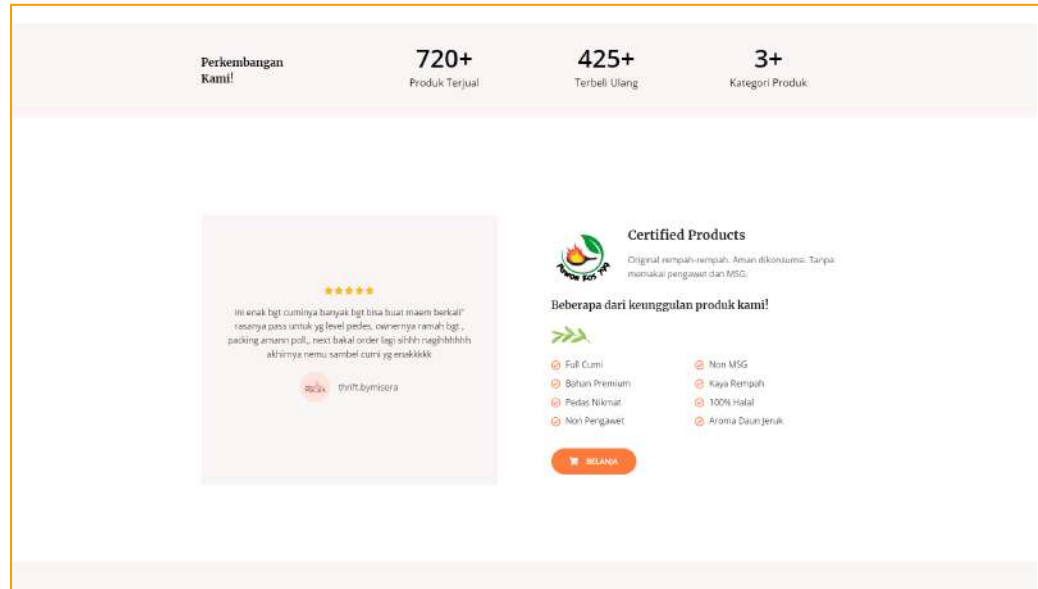 Perkembangan
Kami!
720+
Produk Terjual
425+
Terbeli Ulang
3+
Kategori Produk
Ini enak bgt cuminya banyak bgt bisa buat maem berkali"
rasanya pass untuk yg level pedes, ownernya ramah bgt ,
packing amann poll,, next bakal order lagi sihhh nagihhhhhh
akhirnya nemu sambel cumi yg enakkkkk
thrift.bymisera
Certified Products
Original rempah-rempah. Aman dikonsumsi. Tanpa
memakai pengawet dan MSG.
Beberapa dari keunggulan produk kami!
Full Cumi
Non MSG
Bahan Premium
Kaya Rempah
Pedas Nikmat
100% Halal
Non Pengawet
Aroma Daun Jeruk
BELANJA